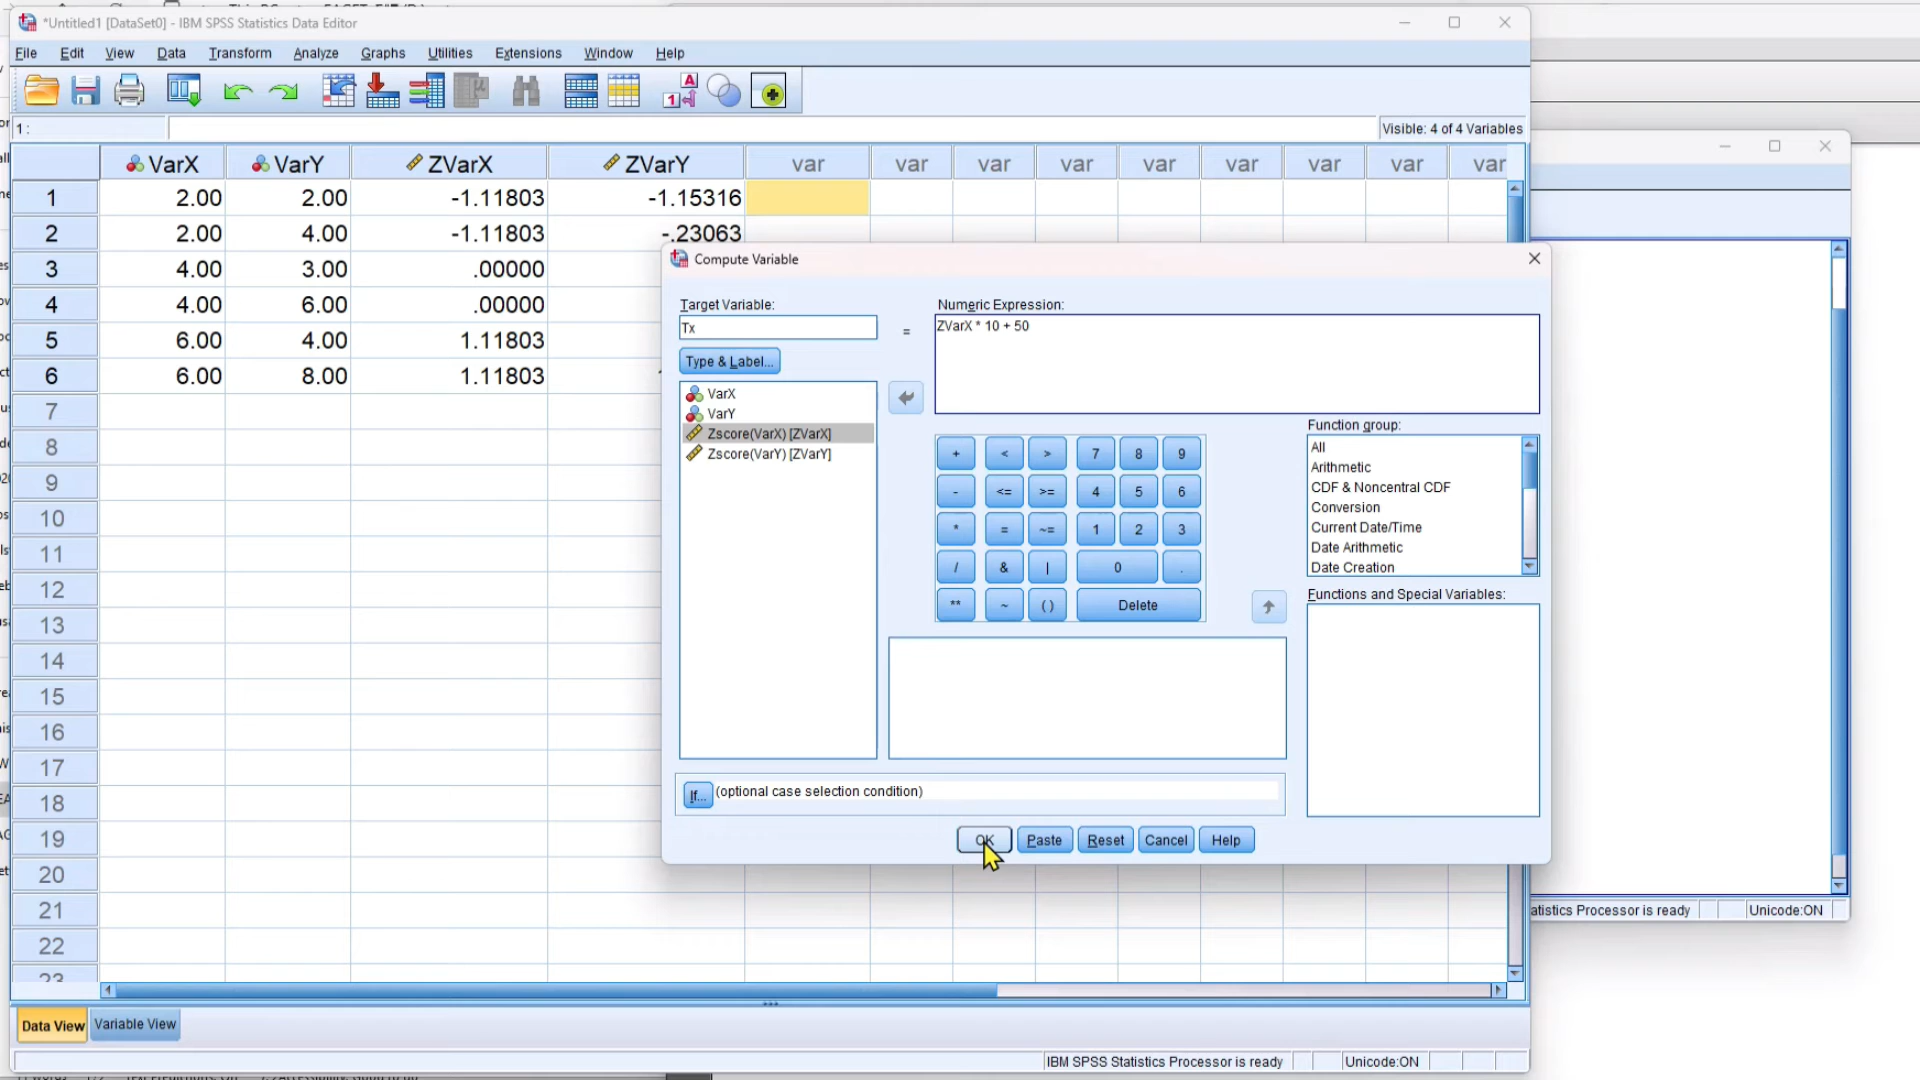 *Untitled1 [DataSet0] - IBM SPSS Statistics Data Editor
File Edit View Data Transform Analyze Graphs Utilities Extensions Window Help
1 :
Visible: 4 of 4 Variables
VarX VarY ZVarX ZVarY var var var var var var var var
1 2.00 2.00 -1.11803 -1.15316
2 2.00 4.00 -1.11803 -.23063
3 4.00 3.00 .00000
4 4.00 6.00 .00000
5 6.00 4.00 1.11803
6 6.00 8.00 1.11803
7
8
9
10
11
12
13
14
15
16
17
18
19
20
21
22
23
Compute Variable
Target Variable:
Tx
=
Numeric Expression:
ZVarX * 10 + 50
Type & Label...
VarX
VarY
Zscore(VarX) [ZVarX]
Zscore(VarY) [ZVarY]
+ < > 7 8 9
- <= >= 4 5 6
* = ~= 1 2 3
/ & | 0 .
** ~ ( ) Delete
Function group:
All
Arithmetic
CDF & Noncentral CDF
Conversion
Current Date/Time
Date Arithmetic
Date Creation
Functions and Special Variables:
If... (optional case selection condition)
OK Paste Reset Cancel Help
atistics Processor is ready Unicode:ON
Data View Variable View
IBM SPSS Statistics Processor is ready Unicode:ON